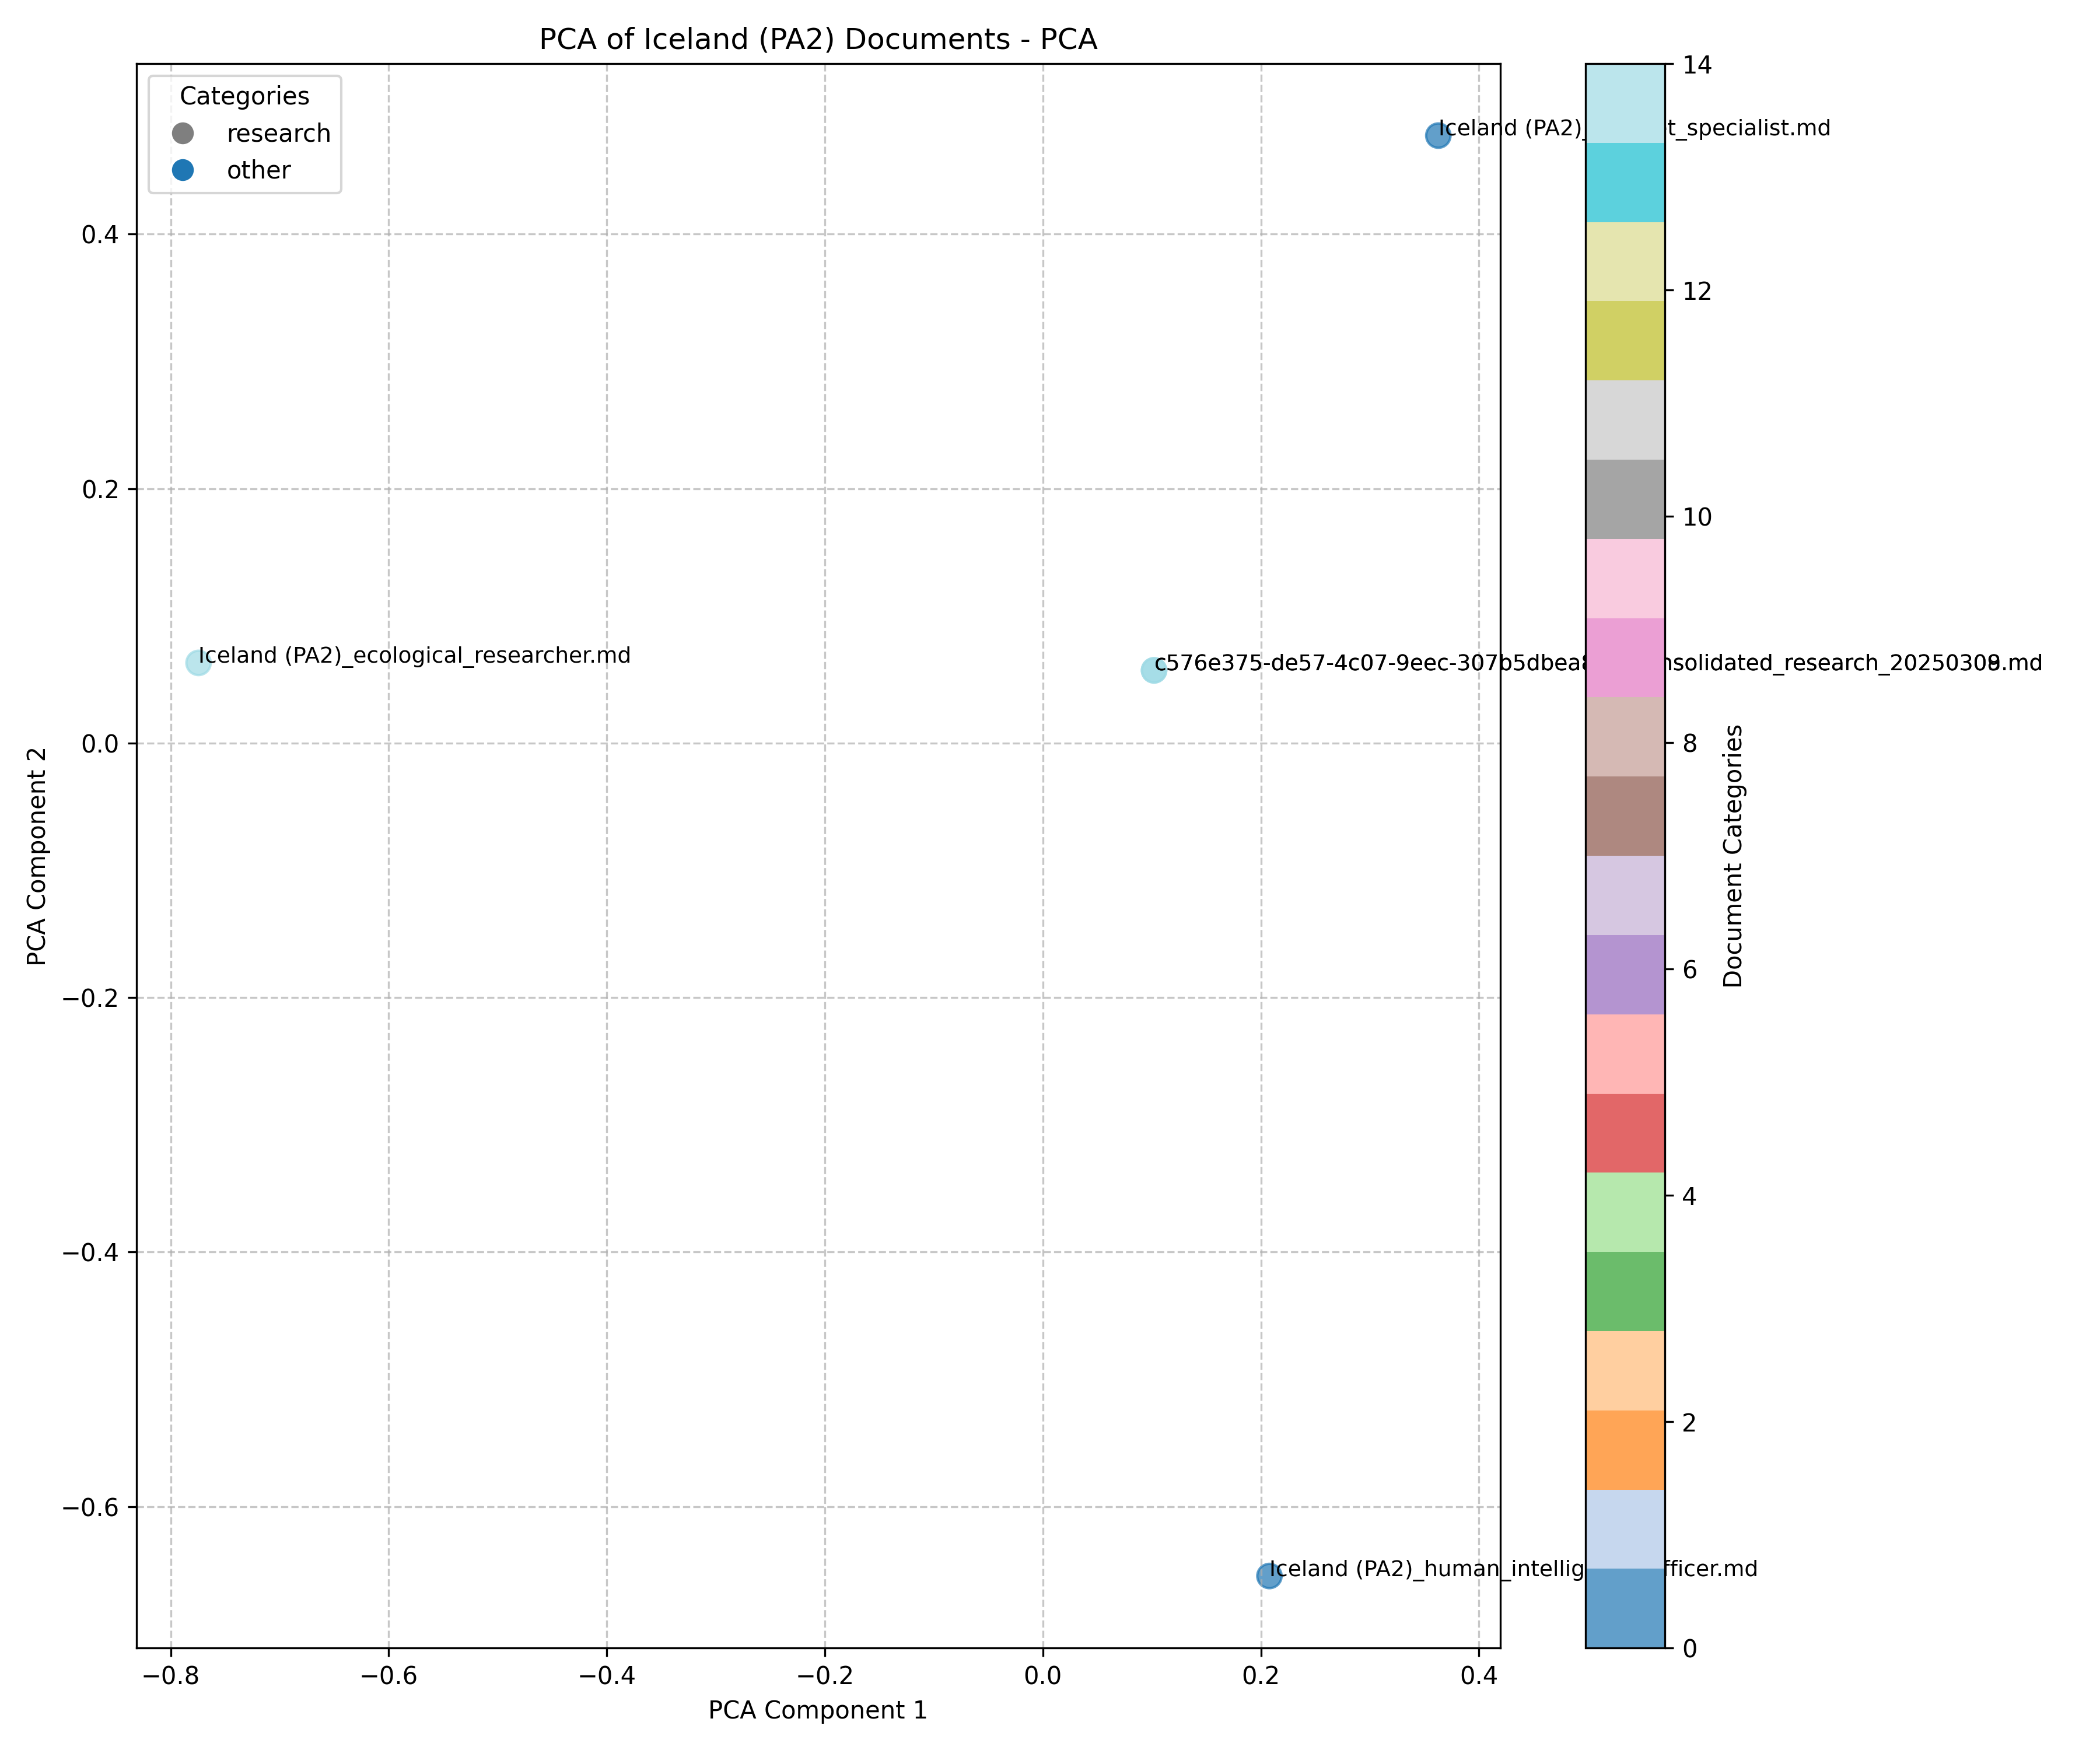 PCA of Iceland (PA2) Documents - PCA
Categories
research
other
Iceland (PA2)_ t_specialist.md
Iceland (PA2)_ecological_researcher.md
c576e375-de57-4c07-9eec-307b5dbea nsolidated_research_2025030 .md
Iceland (PA2)_human_intellig fficer.md
0.4
0.2
0.0
−0.2
−0.4
−0.6
PCA Component 2
−0.8
−0.6
−0.4
−0.2
0.0
0.2
0.4
PCA Component 1
14
12
10
8
6
4
2
0
Document Categories